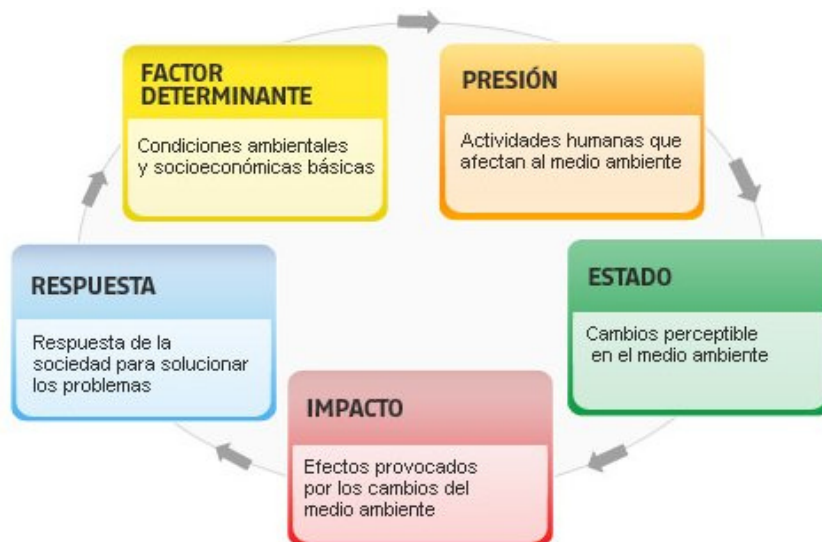 FACTOR
DETERMINANTE
Condiciones ambientales
y socioeconómicas básicas
PRESIÓN
Actividades humanas que
afectan al medio ambiente
ESTADO
Cambios perceptible
en el medio ambiente
IMPACTO
Efectos provocados
por los cambios del
medio ambiente
RESPUESTA
Respuesta de la
sociedad para solucionar
los problemas